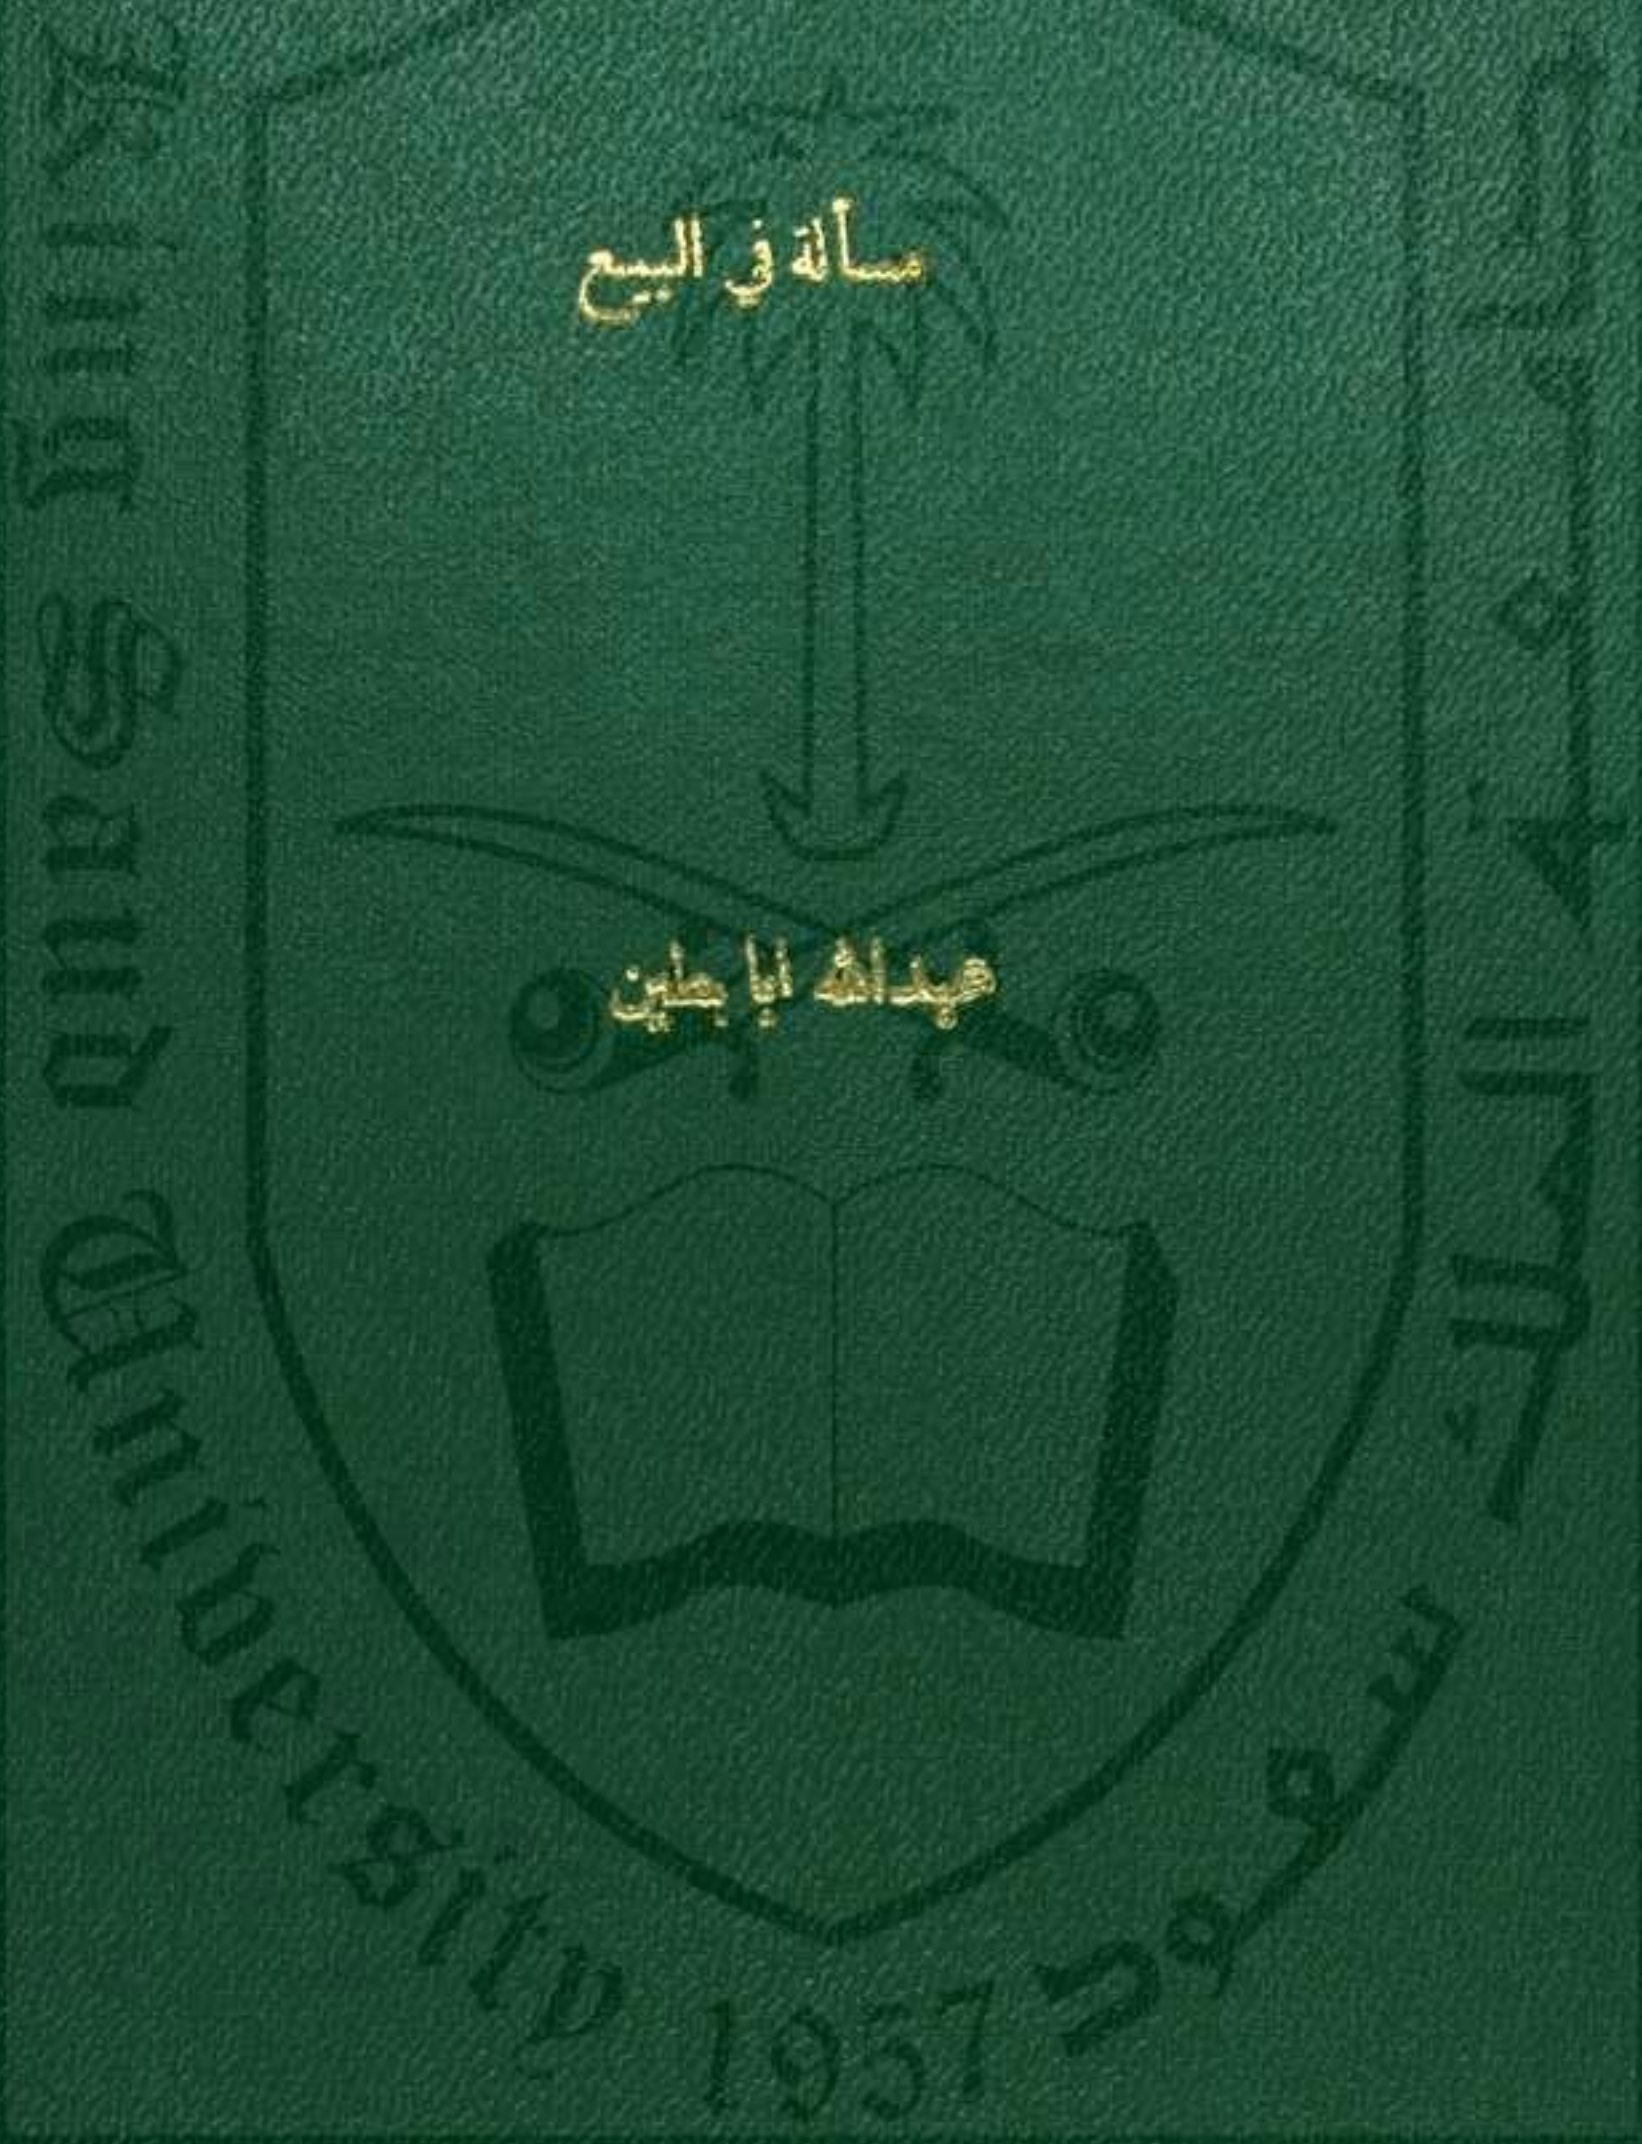 مسألة في البيع
عبدالله ابا بطين
King Saud University
1957
جامعة الملك سعود